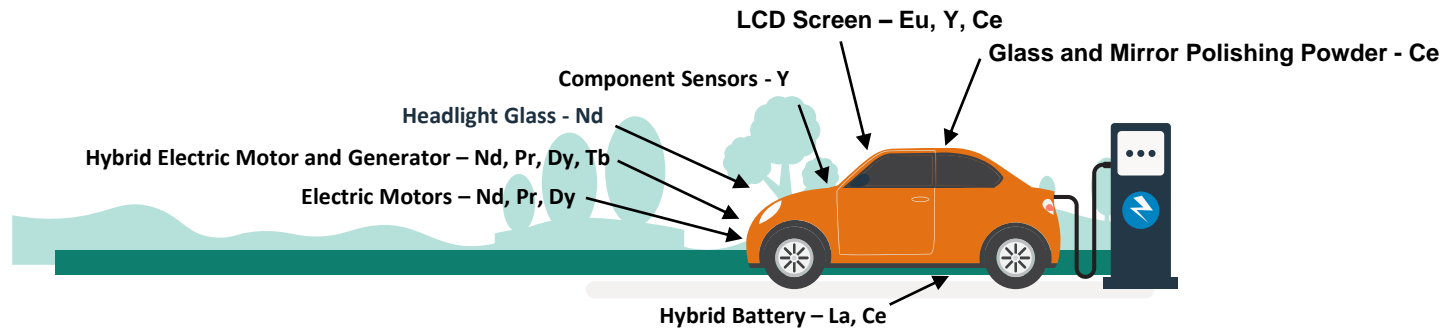 LCD Screen – Eu, Y, Ce
Glass and Mirror Polishing Powder - Ce
Component Sensors - Y
Headlight Glass - Nd
Hybrid Electric Motor and Generator – Nd, Pr, Dy, Tb
Electric Motors – Nd, Pr, Dy
Hybrid Battery – La, Ce